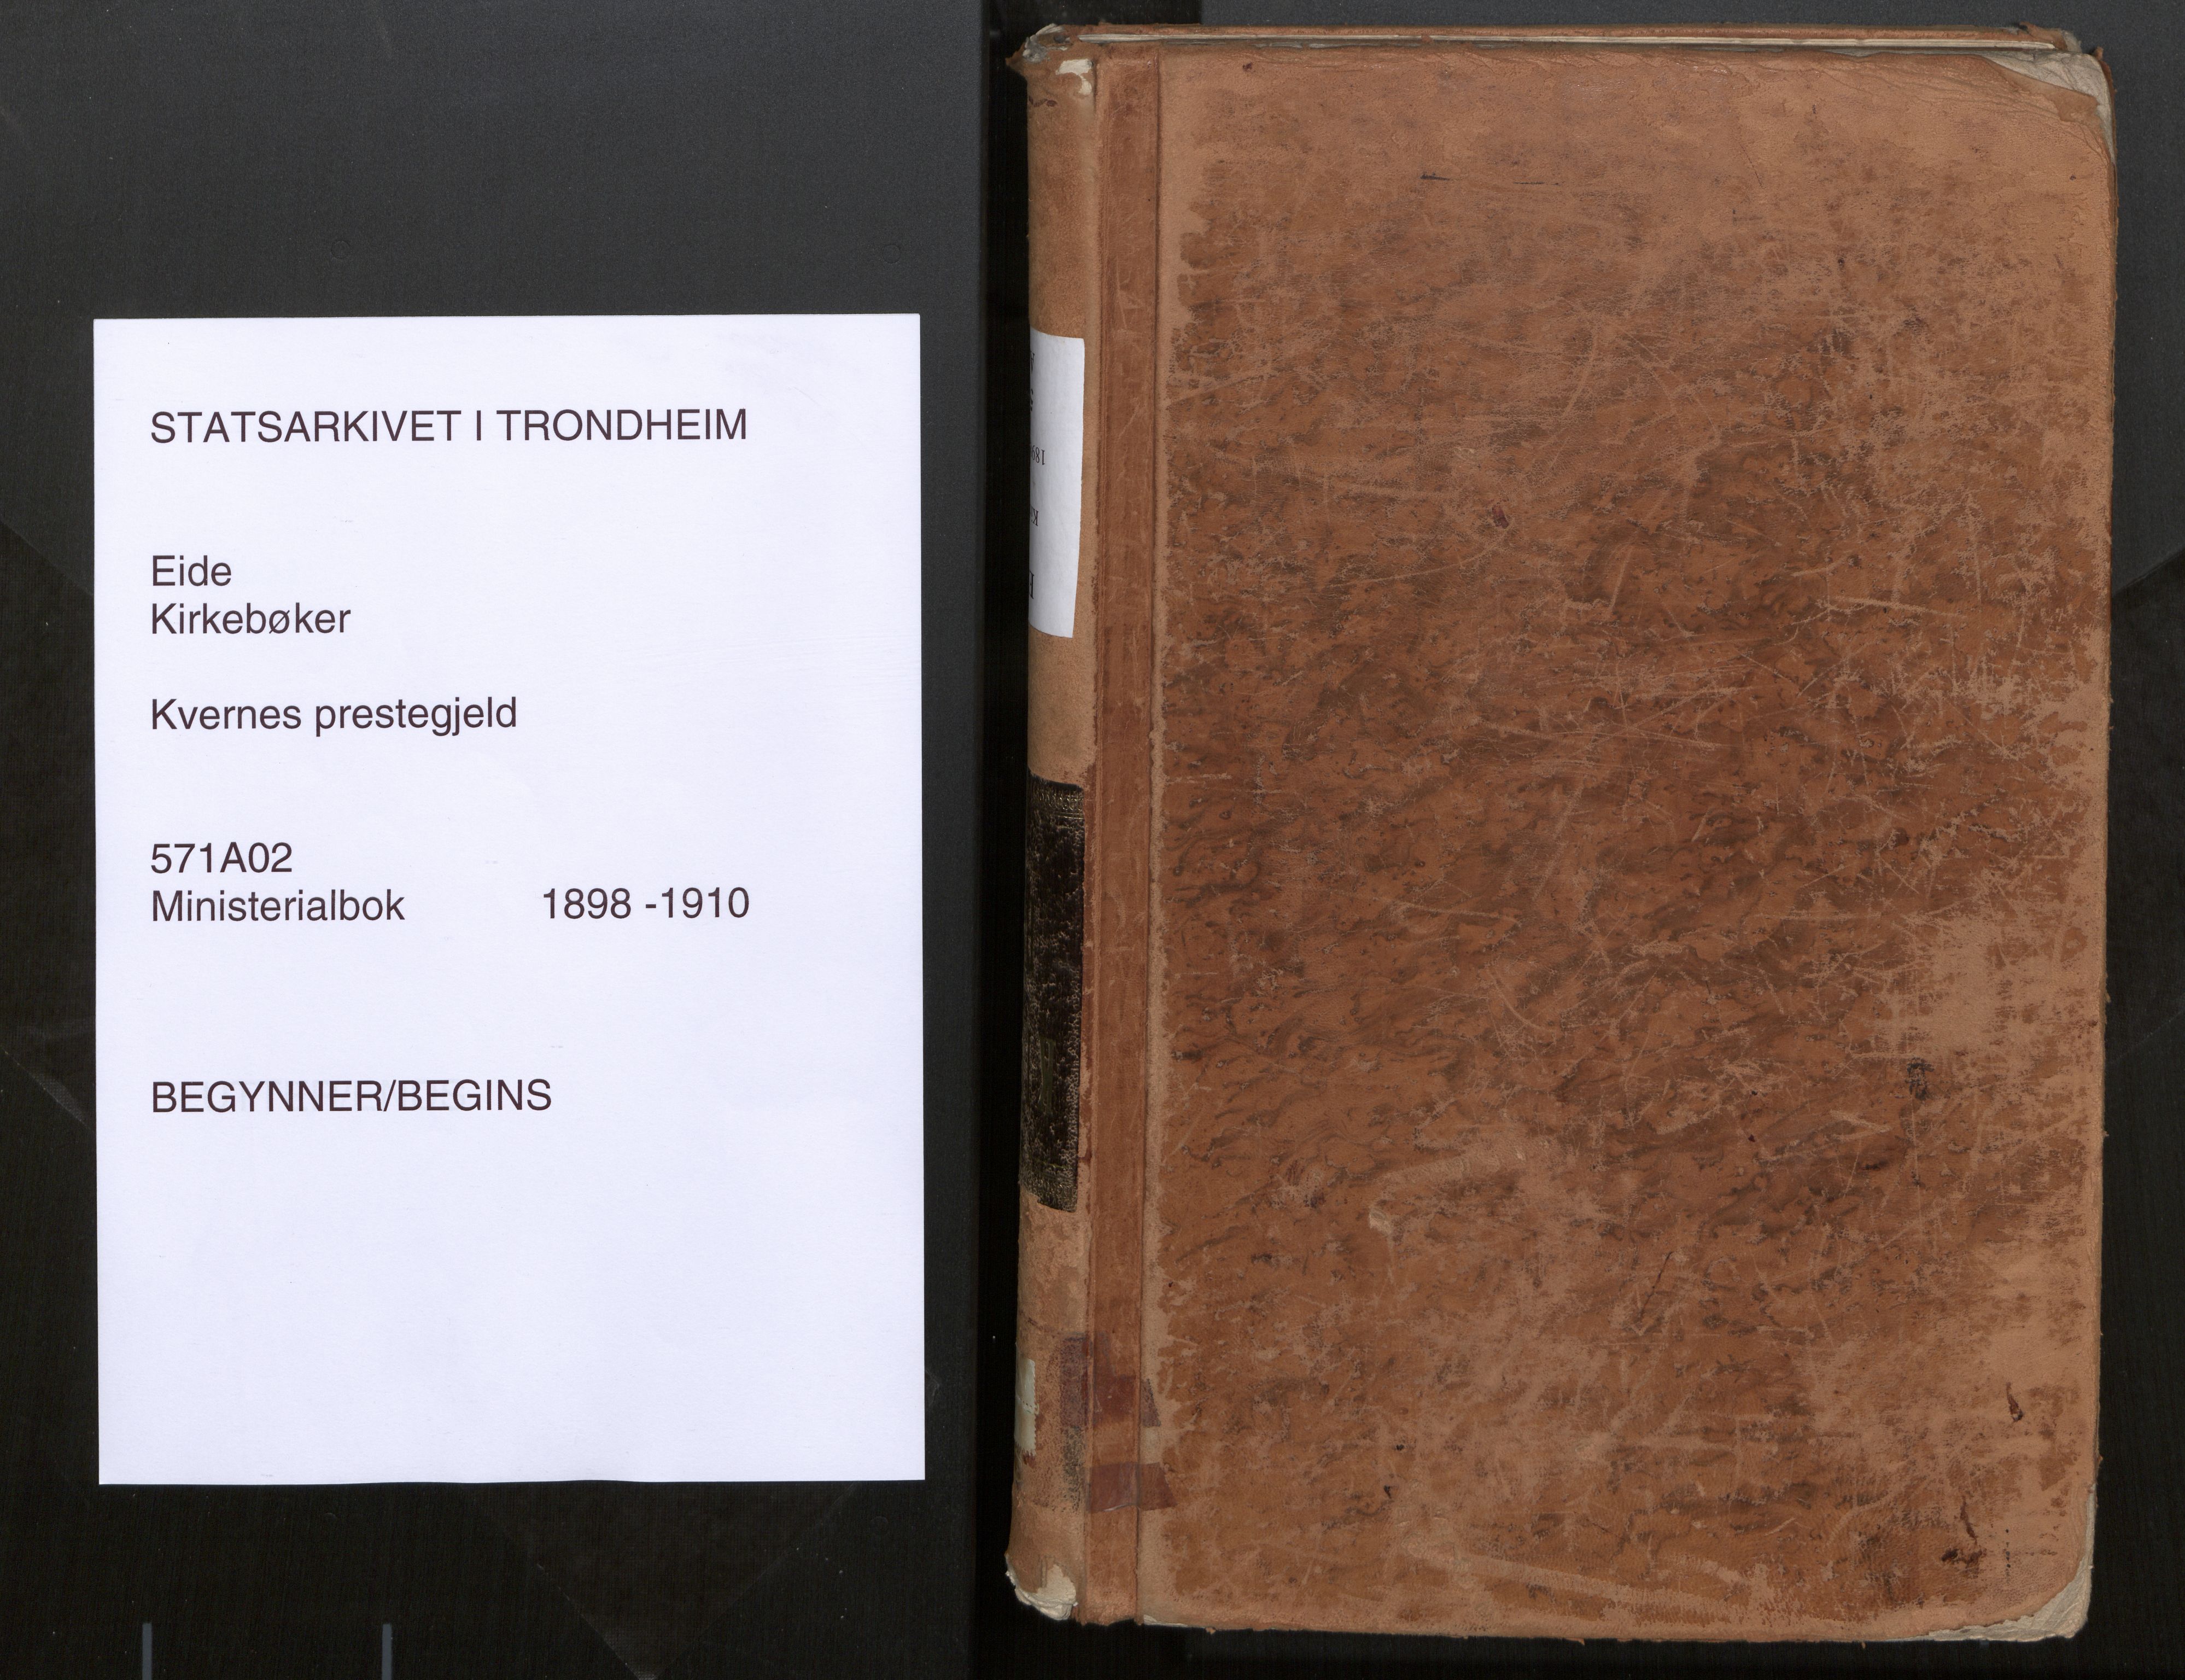 STATSARKIVET I TRONDHEIM
Eide
Kirkebøker
Kvernes prestegjeld
571A02
Ministerialbok 1898 -1910
BEGYNNER/BEGINS